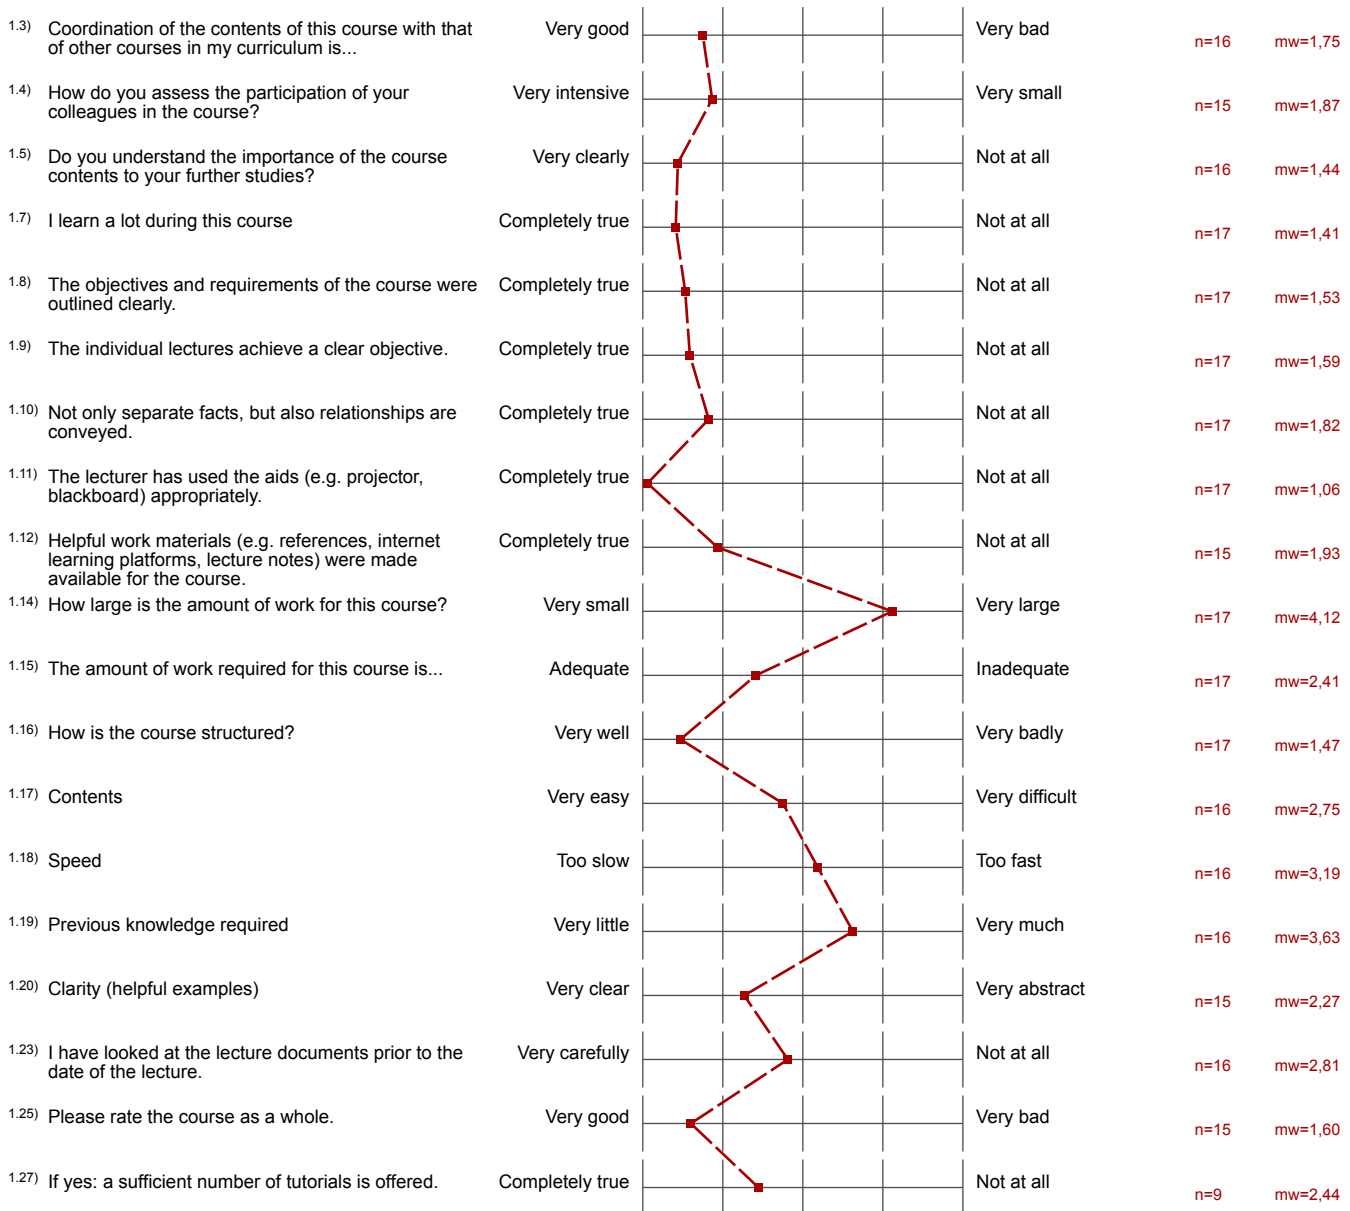 1.3) Coordination of the contents of this course with that Very good Very bad
of other courses in my curriculum is... n=16 mw=1,75
1.4) How do you assess the participation of your Very intensive Very small
colleagues in the course? n=15 mw=1,87
1.5) Do you understand the importance of the course Very clearly Not at all
contents to your further studies? n=16 mw=1,44
1.7) I learn a lot during this course Completely true Not at all
n=17 mw=1,41
1.8) The objectives and requirements of the course were Completely true Not at all
outlined clearly. n=17 mw=1,53
1.9) The individual lectures achieve a clear objective. Completely true Not at all
n=17 mw=1,59
1.10) Not only separate facts, but also relationships are Completely true Not at all
conveyed. n=17 mw=1,82
1.11) The lecturer has used the aids (e.g. projector, Completely true Not at all
blackboard) appropriately. n=17 mw=1,06
1.12) Helpful work materials (e.g. references, internet Completely true Not at all
learning platforms, lecture notes) were made n=15 mw=1,93
available for the course.
1.14) How large is the amount of work for this course? Very small Very large
n=17 mw=4,12
1.15) The amount of work required for this course is... Adequate Inadequate
n=17 mw=2,41
1.16) How is the course structured? Very well Very badly
n=17 mw=1,47
1.17) Contents Very easy Very difficult
n=16 mw=2,75
1.18) Speed Too slow Too fast
n=16 mw=3,19
1.19) Previous knowledge required Very little Very much
n=16 mw=3,63
1.20) Clarity (helpful examples) Very clear Very abstract
n=15 mw=2,27
1.23) I have looked at the lecture documents prior to the Very carefully Not at all
date of the lecture. n=16 mw=2,81
1.25) Please rate the course as a whole. Very good Very bad
n=15 mw=1,60
1.27) If yes: a sufficient number of tutorials is offered. Completely true Not at all
n=9 mw=2,44